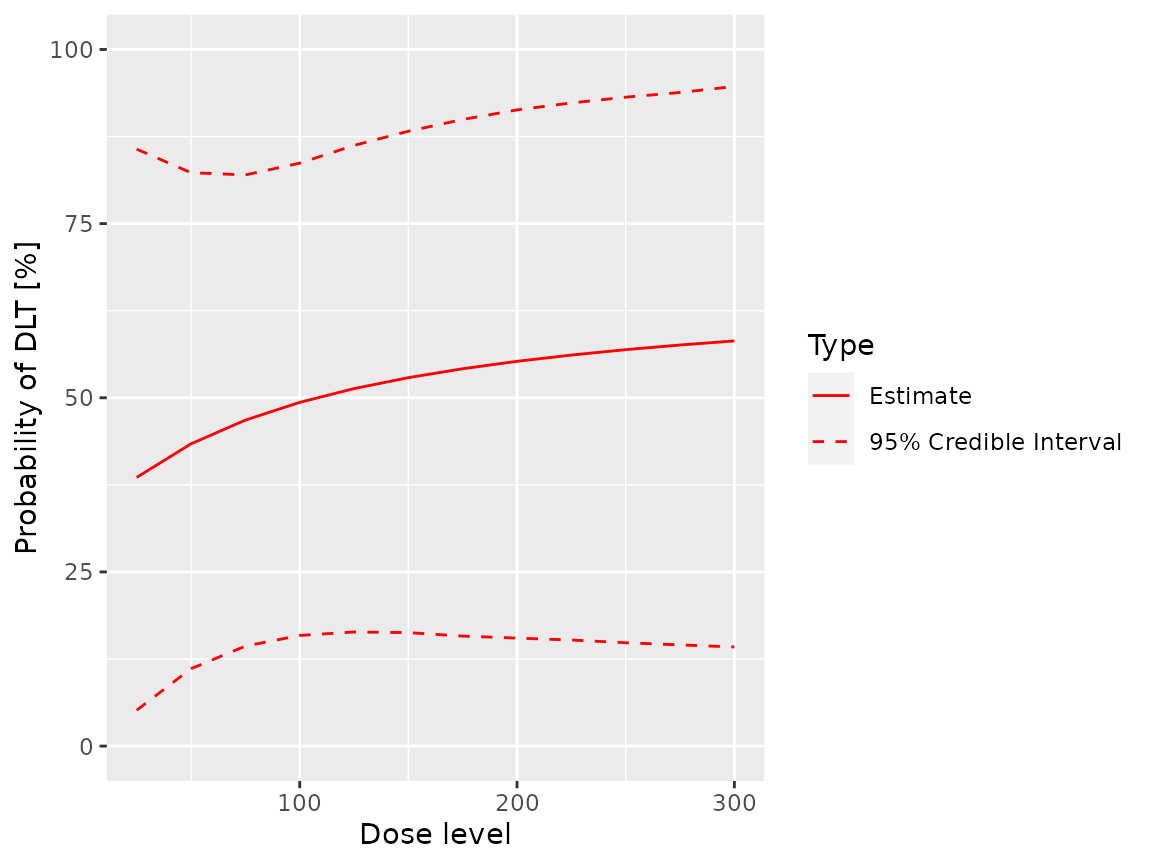 100
75
50
25
0
Probability of DLT [%]
100 200 300
Dose level
Type
Estimate
95% Credible Interval